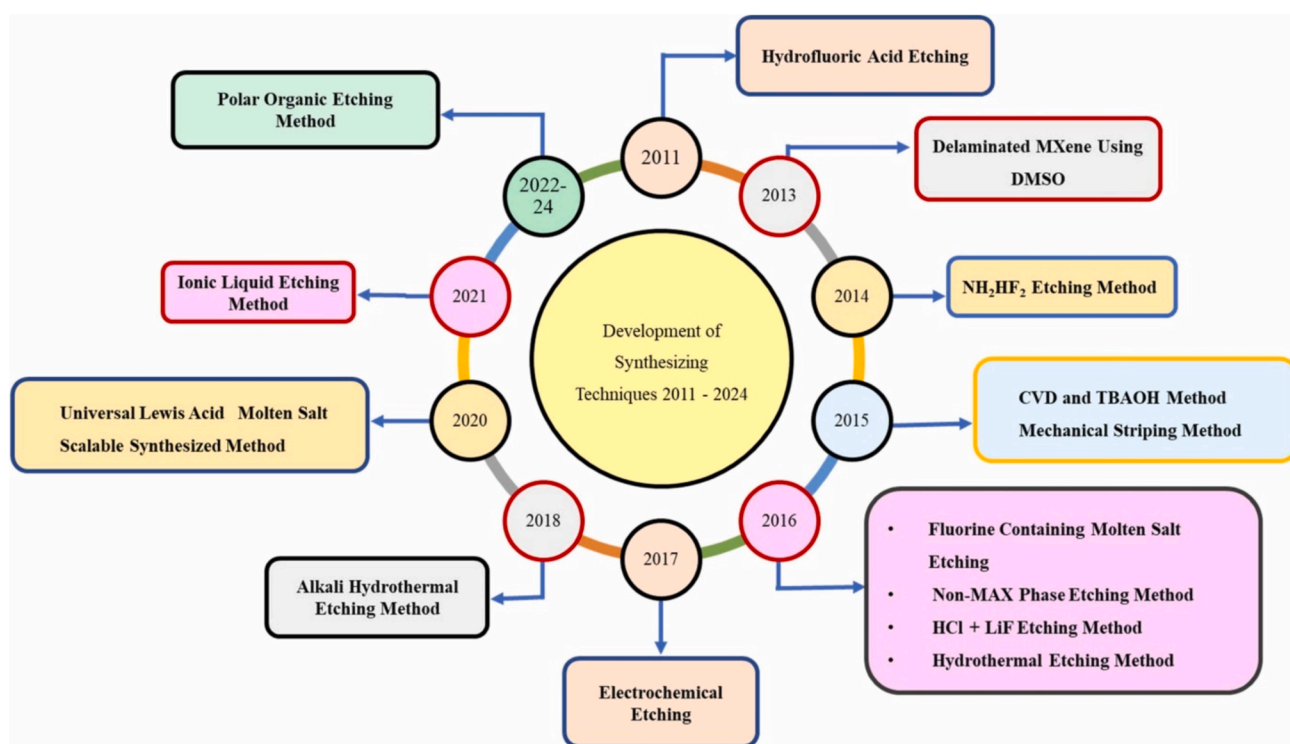 Development of
Synthesizing
Techniques 2011 - 2024
2011
Hydrofluoric Acid Etching
2013
Delaminated MXene Using
DMSO
2014
NH₂HF₂ Etching Method
2015
CVD and TBAOH Method
Mechanical Striping Method
2016
• Fluorine Containing Molten Salt
Etching
• Non-MAX Phase Etching Method
• HCl + LiF Etching Method
• Hydrothermal Etching Method
2017
Electrochemical
Etching
2018
Alkali Hydrothermal
Etching Method
2020
Universal Lewis Acid Molten Salt
Scalable Synthesized Method
2021
Ionic Liquid Etching
Method
2022-
24
Polar Organic Etching
Method